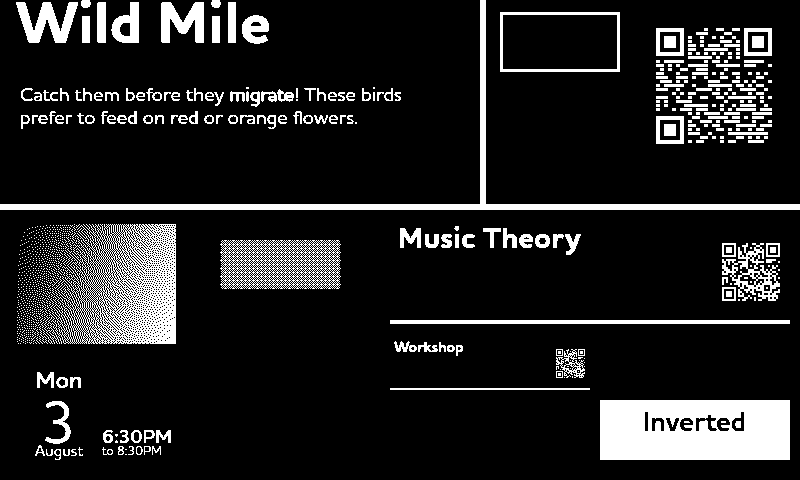 Wild Mile
Catch them before they migrate! These birds
prefer to feed on red or orange flowers.
Music Theory
Workshop
Mon
3
August
6:30PM
to 8:30PM
Inverted